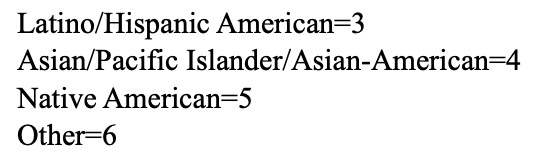 Latino/Hispanic American=3
Asian/Pacific Islander/Asian-American=4
Native American=5
Other=6